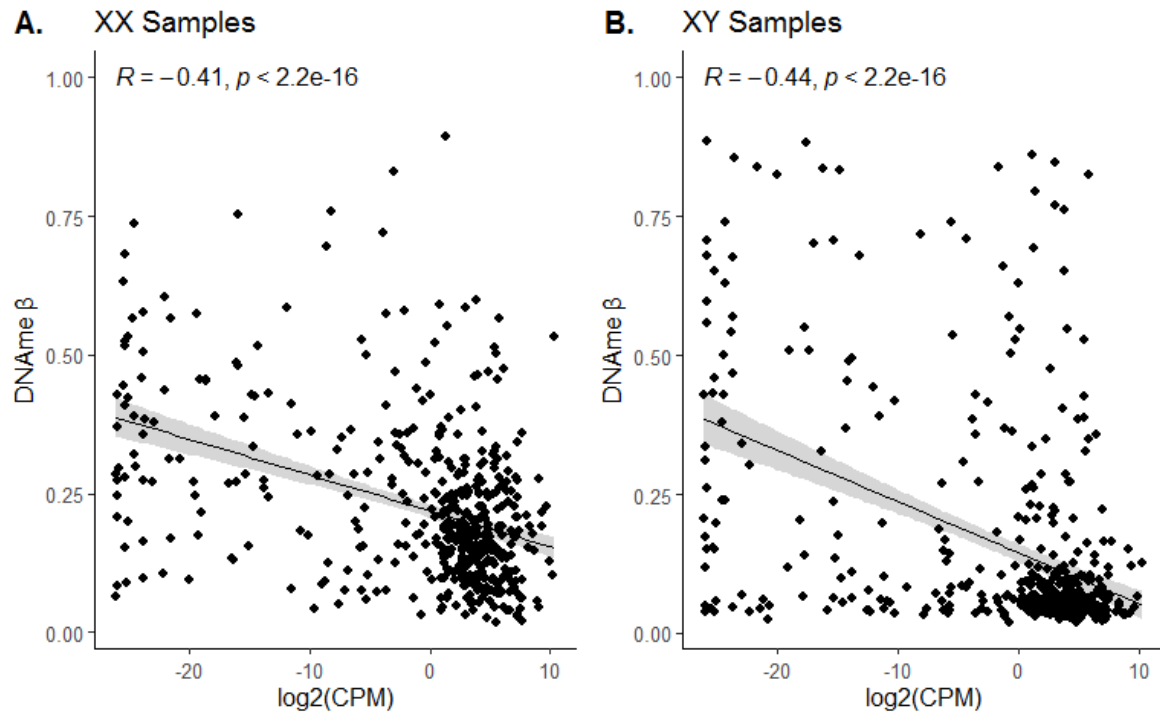 A. XX Samples
R = −0.41, p < 2.2e-16
1.00
0.75
0.50
0.25
0.00
DNAme β
-20 -10 0 10
log2(CPM)
B. XY Samples
R = −0.44, p < 2.2e-16
1.00
0.75
0.50
0.25
0.00
DNAme β
-20 -10 0 10
log2(CPM)